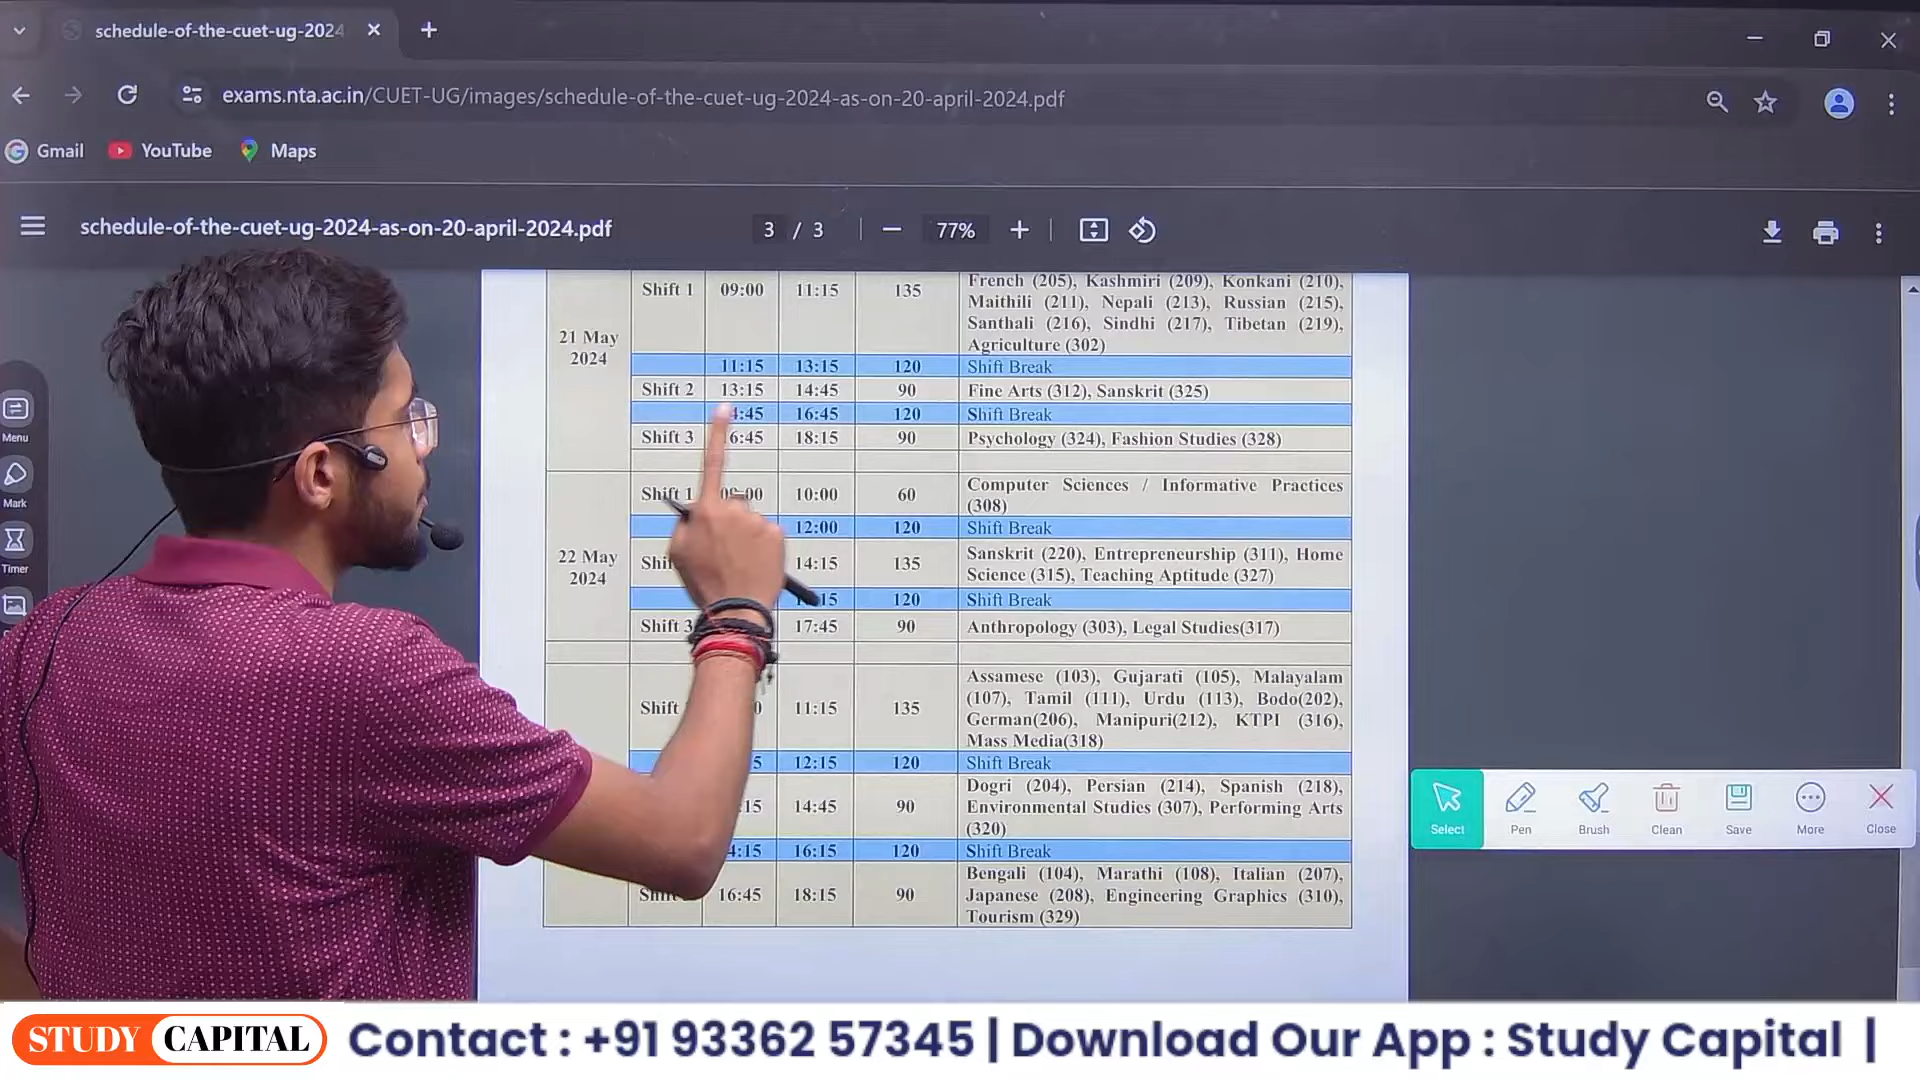 schedule-of-the-cuet-ug-2024
exams.nta.ac.in/CUET-UG/images/schedule-of-the-cuet-ug-2024-as-on-20-april-2024.pdf
Gmail YouTube Maps
schedule-of-the-cuet-ug-2024-as-on-20-april-2024.pdf 3 / 3 77%
Menu
Mark
Timer
21 May
2024
Shift 1 09:00 11:15 135 French (205), Kashmiri (209), Konkani (210),
Maithili (211), Nepali (213), Russian (215),
Santhali (216), Sindhi (217), Tibetan (219),
Agriculture (302)
11:15 13:15 120 Shift Break
Shift 2 13:15 14:45 90 Fine Arts (312), Sanskrit (325)
4:45 16:45 120 Shift Break
Shift 3 6:45 18:15 90 Psychology (324), Fashion Studies (328)
22 May
2024
Shift 1 10:00 60 Computer Sciences / Informative Practices
(308)
12:00 120 Shift Break
14:15 135 Sanskrit (220), Entrepreneurship (311), Home
Science (315), Teaching Aptitude (327)
15 120 Shift Break
Shift 3 17:45 90 Anthropology (303), Legal Studies(317)
Shift 0 11:15 135 Assamese (103), Gujarati (105), Malayalam
(107), Tamil (111), Urdu (113), Bodo(202),
German(206), Manipuri(212), KTPI (316),
Mass Media(318)
5 12:15 120 Shift Break
:15 14:45 90 Dogri (204), Persian (214), Spanish (218),
Environmental Studies (307), Performing Arts
(320)
4:15 16:15 120 Shift Break
16:45 18:15 90 Bengali (104), Marathi (108), Italian (207),
Japanese (208), Engineering Graphics (310),
Tourism (329)
Select Pen Brush Clean Save More Close
STUDY CAPITAL Contact : +91 93362 57345 | Download Our App : Study Capital |